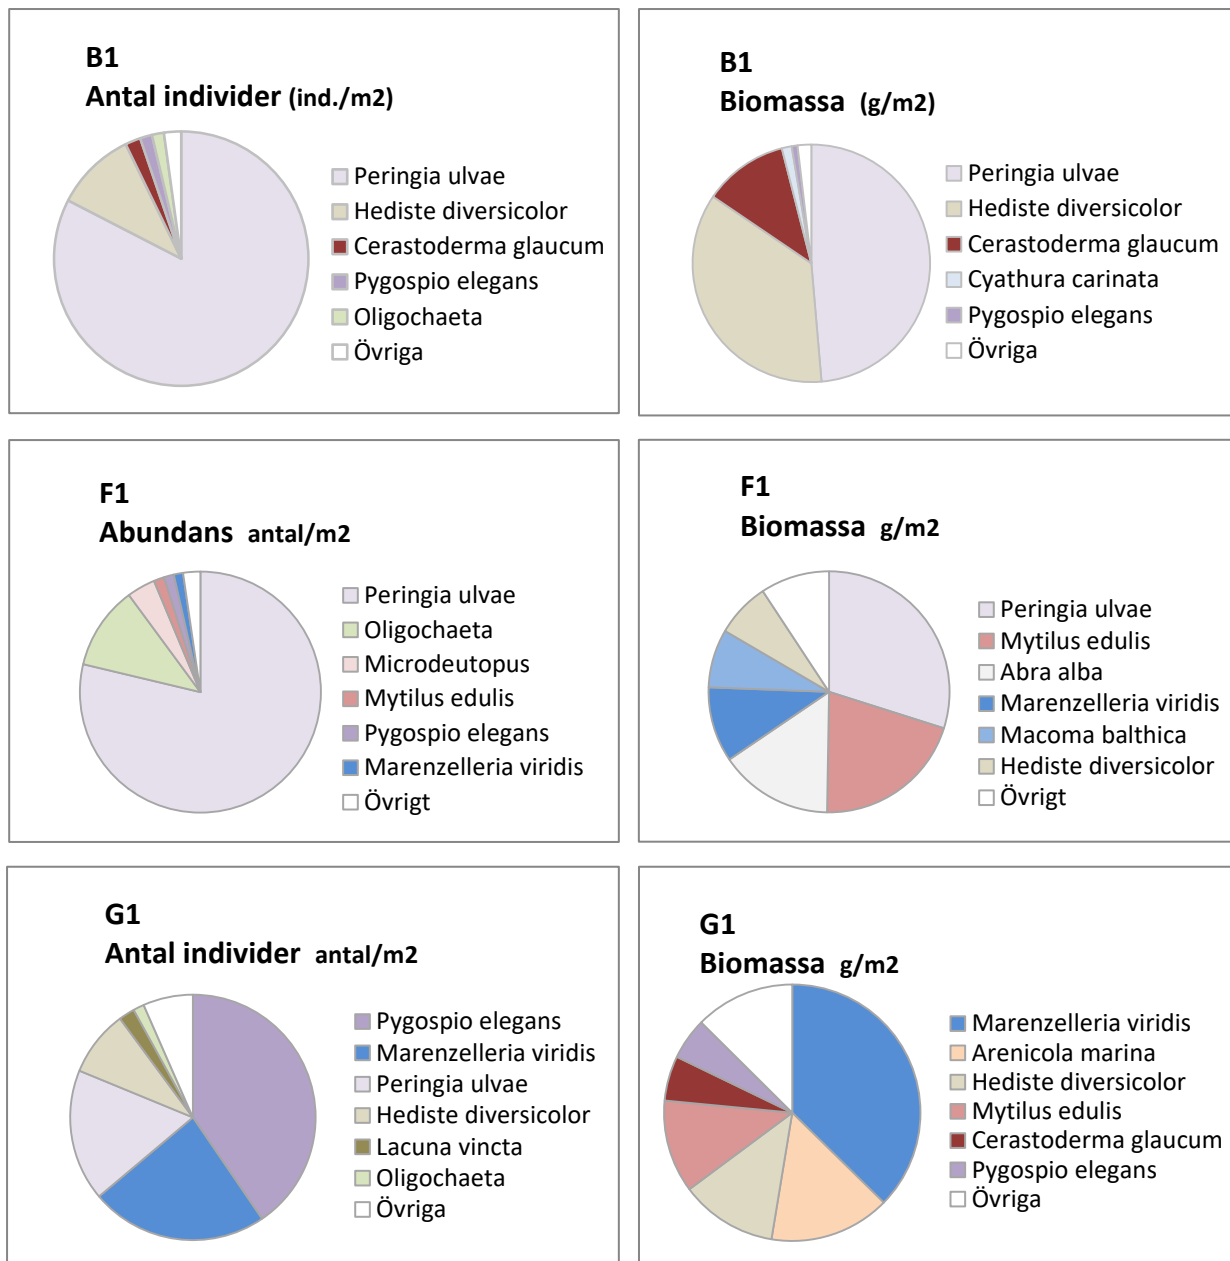 B1
Antal individer (ind./m2)
Peringia ulvae
Hediste diversicolor
Cerastoderma glaucum
Pygospio elegans
Oligochaeta
Övriga
B1
Biomassa (g/m2)
Peringia ulvae
Hediste diversicolor
Cerastoderma glaucum
Cyathura carinata
Pygospio elegans
Övriga
F1
Abundans antal/m2
Peringia ulvae
Oligochaeta
Microdeutopus
Mytilus edulis
Pygospio elegans
Marenzelleria viridis
Övrigt
F1
Biomassa g/m2
Peringia ulvae
Mytilus edulis
Abra alba
Marenzelleria viridis
Macoma balthica
Hediste diversicolor
Övrigt
G1
Antal individer antal/m2
Pygospio elegans
Marenzelleria viridis
Peringia ulvae
Hediste diversicolor
Lacuna vincta
Oligochaeta
Övriga
G1
Biomassa g/m2
Marenzelleria viridis
Arenicola marina
Hediste diversicolor
Mytilus edulis
Cerastoderma glaucum
Pygospio elegans
Övriga